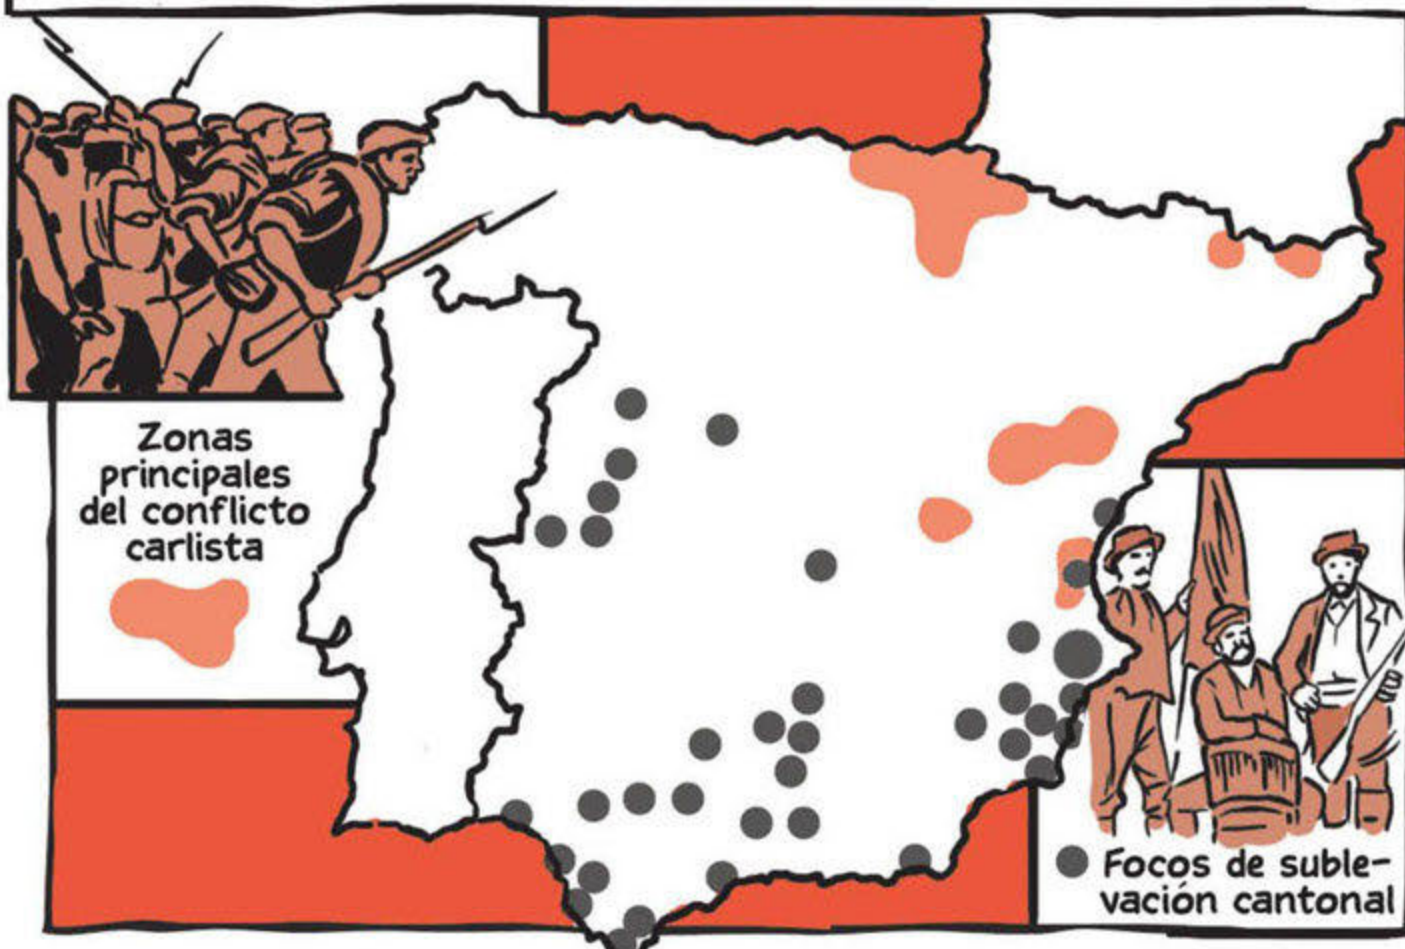 Zonas
principales
del conflicto
carlista
Focos de suble-
vación cantonal